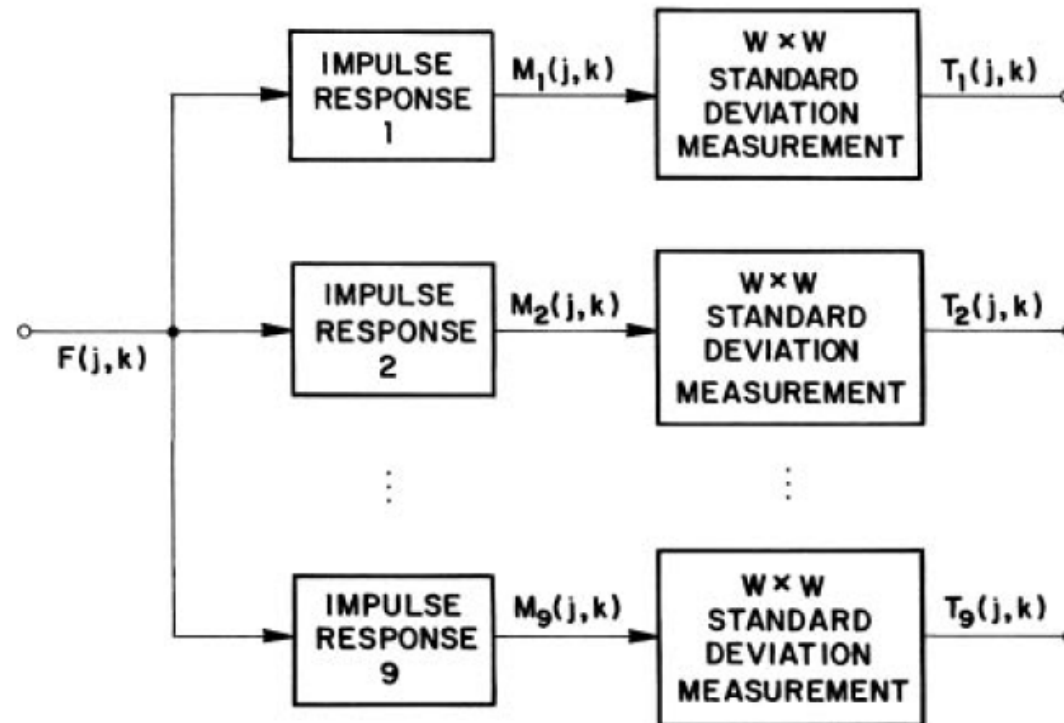 IMPULSE
RESPONSE
1
M₁(j,k)
W × W
STANDARD
DEVIATION
MEASUREMENT
T₁(j,k)
F(j,k)
IMPULSE
RESPONSE
2
M₂(j,k)
W × W
STANDARD
DEVIATION
MEASUREMENT
T₂(j,k)
IMPULSE
RESPONSE
9
M₉(j,k)
W × W
STANDARD
DEVIATION
MEASUREMENT
T₉(j,k)